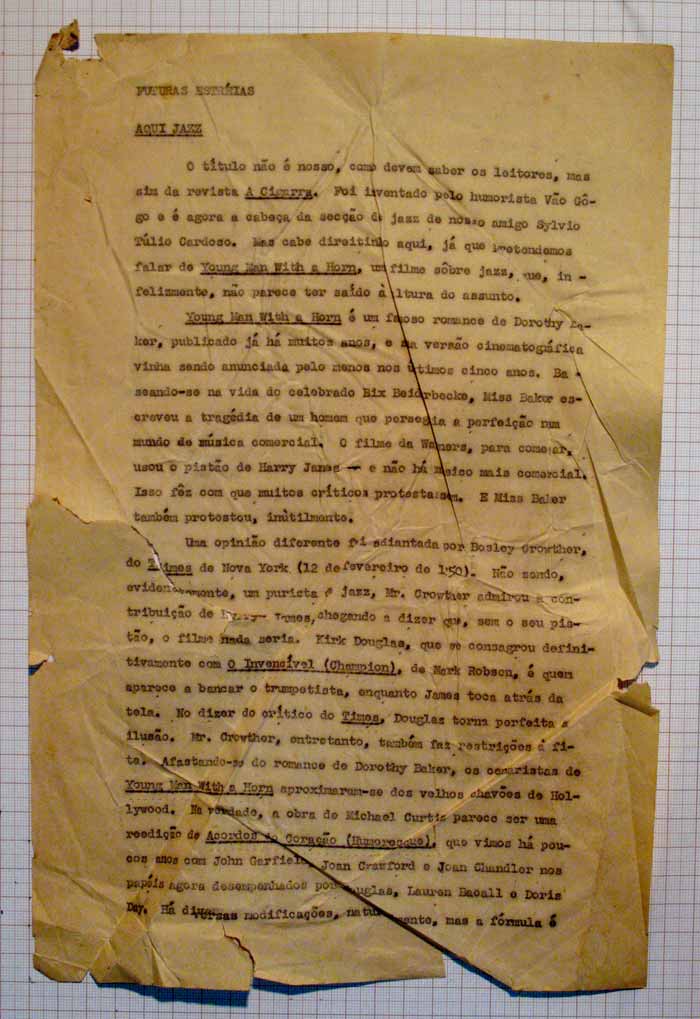 FUTURAS ESTRÉIAS
AQUI JAZZ
O título não é nosso, como devem saber os leitores, mas
sim da revista A Cigarra. Foi inventado pelo humorista Vão Gô-
go e é agora a cabeça da secção de jazz de nosso amigo Sylvio
Túlio Cardoso. Mas cabe direitinho aqui, já que pretendemos
falar de Young Man With a Horn, um filme sôbre jazz, que, in -
felizmente, não parece ter saído à altura do assunto.
Young Man With a Horn é um famoso romance de Dorothy Ba-
ker, publicado já há muitos anos, e sua versão cinematográfica
vinha sendo anunciada pelo menos nos últimos cinco anos. Ba -
seando-se na vida do celebrado Bix Beiderbecke, Miss Baker es-
creveu a tragédia de um homem que persegia a perfeição num
mundo de música comercial. O filme da Warners, para começar,
usou o pistão de Harry James - e não há músico mais comercial.
Isso fêz com que muitos críticos protestassem. E Miss Baker
também protestou, inùtilmente.
Uma opinião diferente foi adiantada por Bosley Crowther,
do Times de Nova York (12 de fevereiro de 1950). Não sendo,
evidentemente, um purista jazz, Mr. Crowther admirou a con-
tribuição de Harry James, chegando a dizer que, sem o seu pis-
tão, o filme nada seria. Kirk Douglas, que se consagrou defini-
tivamente com O Invencível (Champion), de Mark Robson, é quem
aparece a bancar o trumpetista, enquanto James toca atrás da
tela. No dizer do crítico do Times, Douglas torna perfeita a
ilusão. Mr. Crowther, entretanto, também faz restrições à fi-
ta. Afastando-se do romance de Dorothy Baker, os cenaristas de
Young Man With a Horn aproximaram-se dos velhos chavões de Hol-
lywood. Na verdade, a obra de Michael Curtis parece ser uma
reedição de Acordes do Coração (Humoresque), que vimos há pou-
cos anos com John Garfield, Joan Crawford e Joan Chandler nos
papéis agora desempenhados por Douglas, Lauren Bacall e Doris
Day. Há diversas modificações, naturalmente, mas a fórmula é